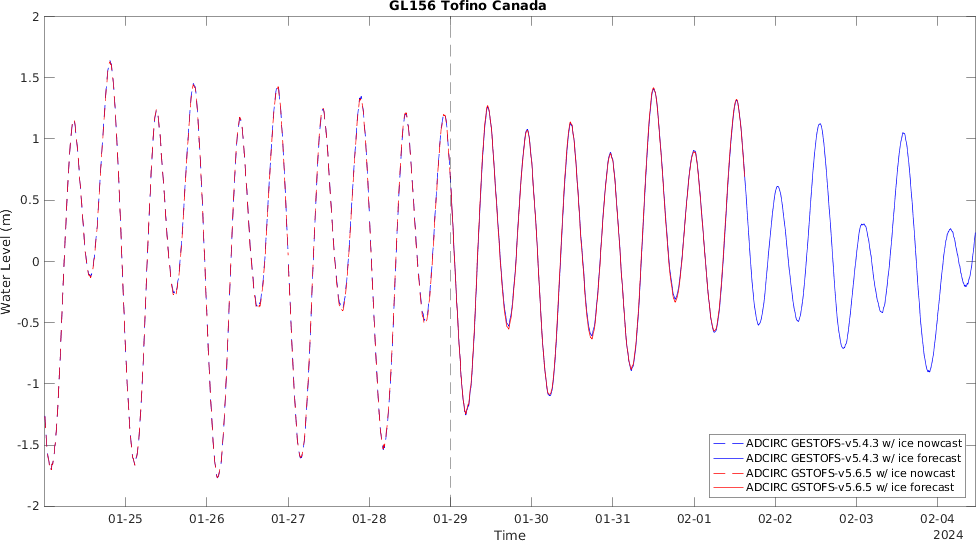 GL156 Tofino Canada
2
1.5
1
0.5
0
-0.5
-1
-1.5
-2
Water Level (m)
ADCIRC GESTOFS-v5.4.3 w/ ice nowcast
ADCIRC GESTOFS-v5.4.3 w/ ice forecast
ADCIRC GSTOFS-v5.6.5 w/ ice nowcast
ADCIRC GSTOFS-v5.6.5 w/ ice forecast
01-25 01-26 01-27 01-28 01-29 01-30 01-31 02-01 02-02 02-03 02-04
Time
2024